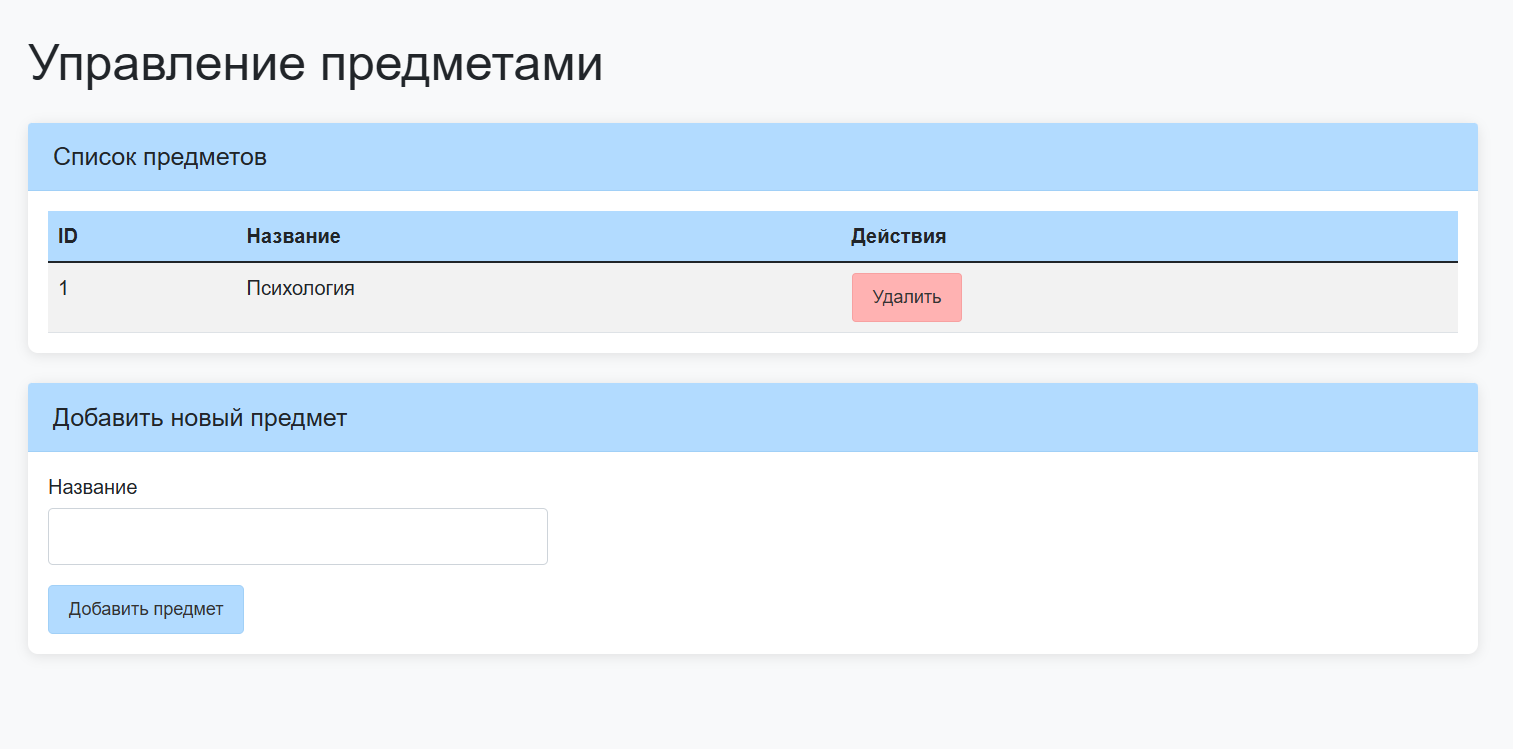 Управление предметами
Список предметов
ID Название Действия
1 Психология Удалить
Добавить новый предмет
Название
Добавить предмет